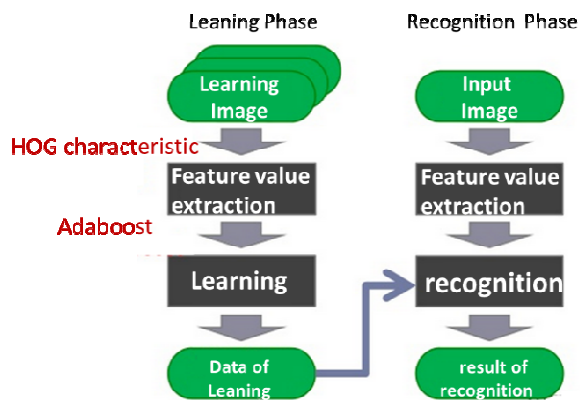 Leaning Phase
Recognition Phase
Learning
Image
Input
Image
HOG characteristic
Feature value
extraction
Feature value
extraction
Adaboost
Learning
recognition
Data of
Leaning
result of
recognition